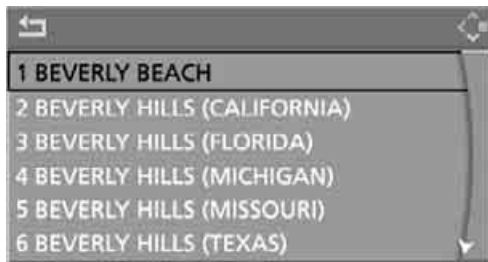 1 BEVERLY BEACH
2 BEVERLY HILLS (CALIFORNIA)
3 BEVERLY HILLS (FLORIDA)
4 BEVERLY HILLS (MICHIGAN)
5 BEVERLY HILLS (MISSOURI)
6 BEVERLY HILLS (TEXAS)